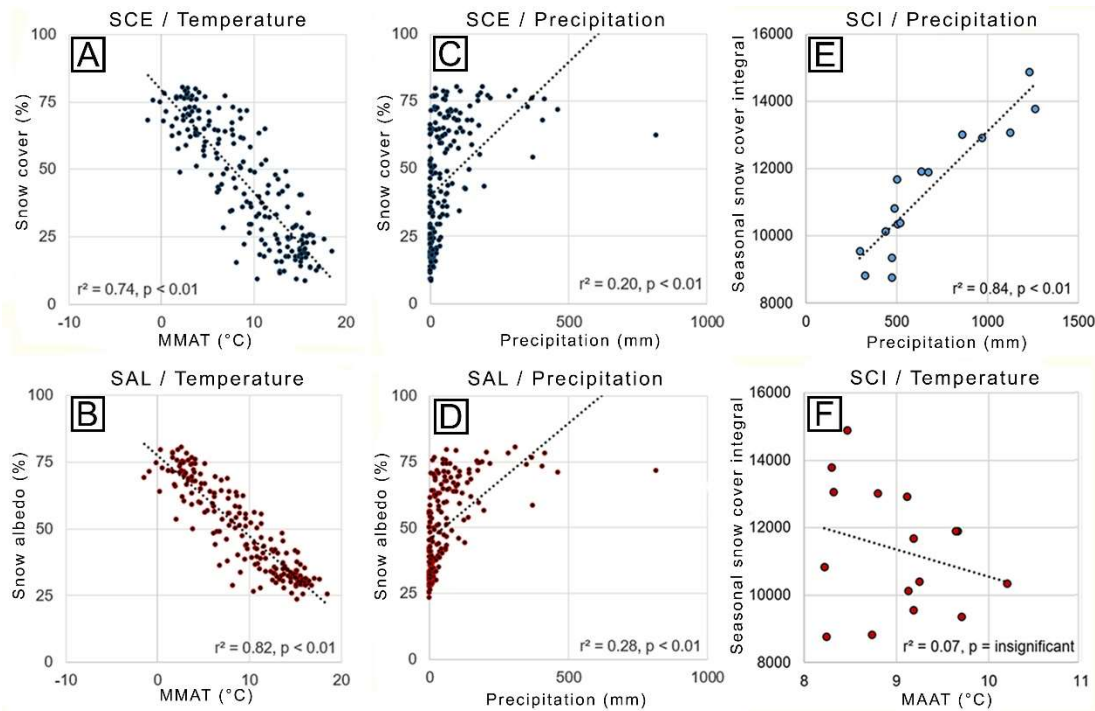 SCE / Temperature
A
100
75
50
25
0
Snow cover (%)
r² = 0.74, p < 0.01
-10 0 10 20
MMAT (°C)
SCE / Precipitation
C
100
75
50
25
0
Snow cover (%)
r² = 0.20, p < 0.01
0 500 1000
Precipitation (mm)
SCI / Precipitation
E
16000
14000
12000
10000
8000
Seasonal snow cover integral
r² = 0.84, p < 0.01
0 500 1000 1500
Precipitation (mm)
SAL / Temperature
B
100
75
50
25
0
Snow albedo (%)
r² = 0.82, p < 0.01
-10 0 10 20
MMAT (°C)
SAL / Precipitation
D
100
75
50
25
0
Snow albedo (%)
r² = 0.28, p < 0.01
0 500 1000
Precipitation (mm)
SCI / Temperature
F
16000
14000
12000
10000
8000
Seasonal snow cover integral
r² = 0.07, p = insignificant
8 9 10 11
MAAT (°C)